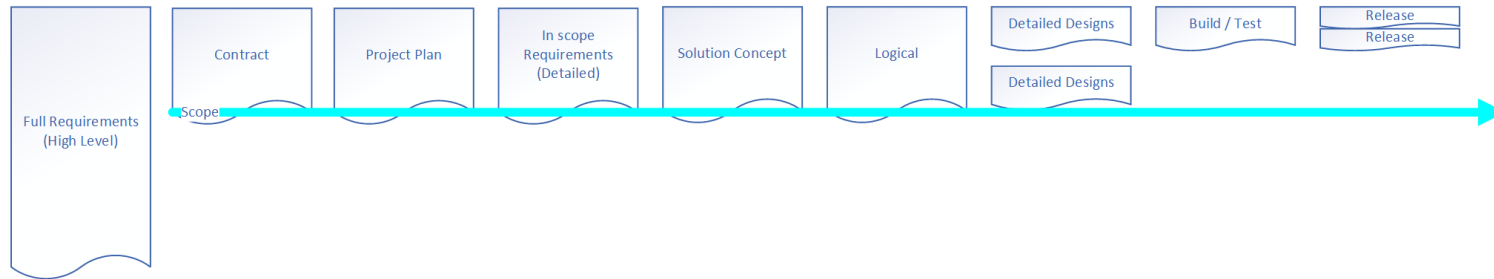 Full Requirements
(High Level)
Contract
Scope
Project Plan
In scope
Requirements
(Detailed)
Solution Concept
Logical
Detailed Designs
Detailed Designs
Build / Test
Release
Release